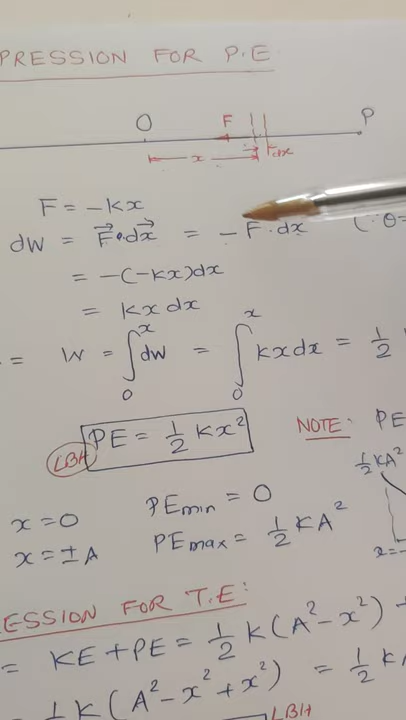 PRESSION FOR P.E
O F P
x dx
F = -kx
dW = F⃗·dx⃗ = - F·dx (∵ θ=
= -(-kx)dx
= kx dx
= W = ∫₀ˣ dW = ∫₀ˣ kxdx = 1/2
LBH PE = 1/2 kx² NOTE: PE
1/2 kA²
x = 0 PEmin = 0
x = ± A PEmax = 1/2 kA²
x=-
ESSION FOR T.E:
= KE + PE = 1/2 k(A² - x²) +
1/2 k(A² - x² + x²) = 1/2 kA
LBH